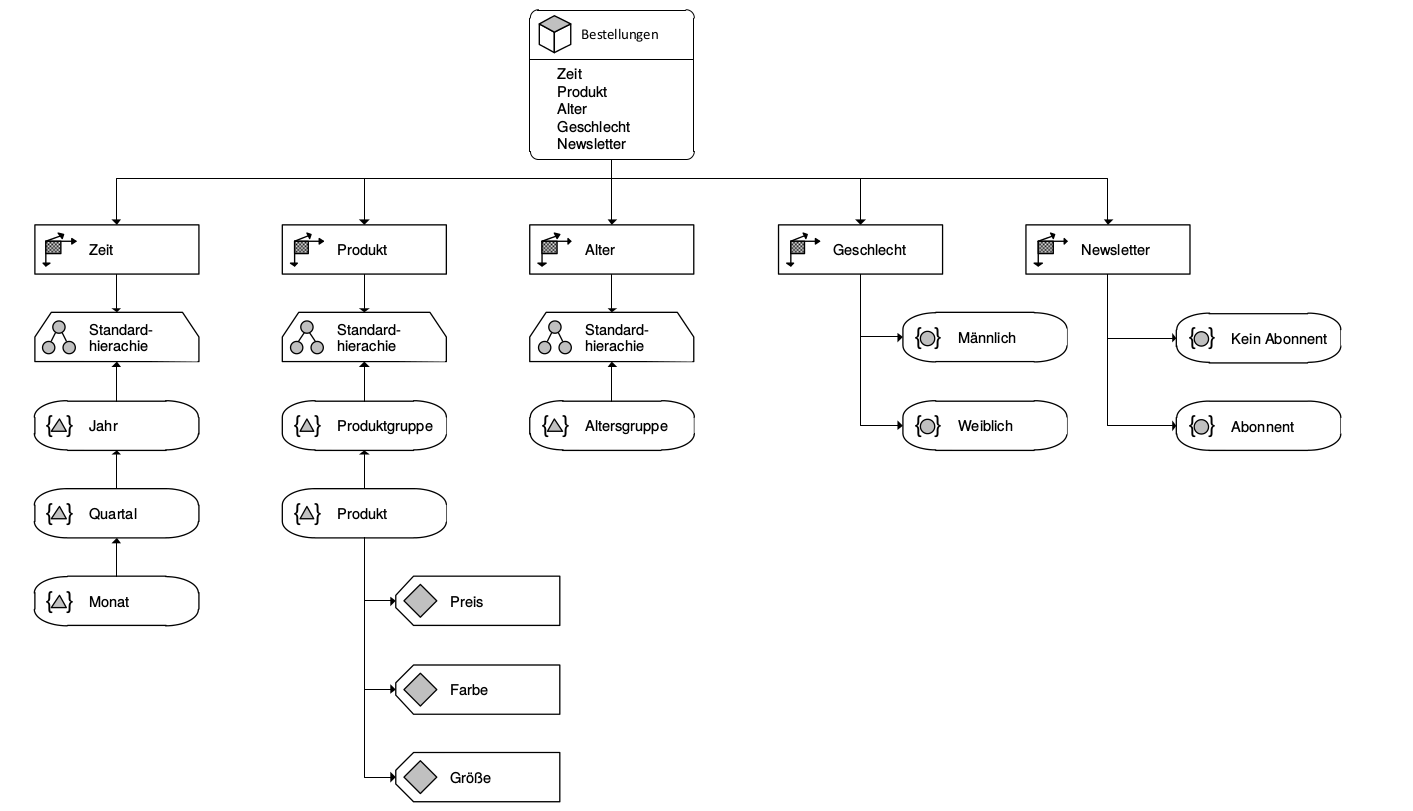 Bestellungen
Zeit
Produkt
Alter
Geschlecht
Newsletter
Zeit
Produkt
Alter
Geschlecht
Newsletter
Standard-
hierachie
Standard-
hierachie
Standard-
hierachie
Männlich
Kein Abonnent
Jahr
Produktgruppe
Altersgruppe
Weiblich
Abonnent
Quartal
Produkt
Monat
Preis
Farbe
Größe